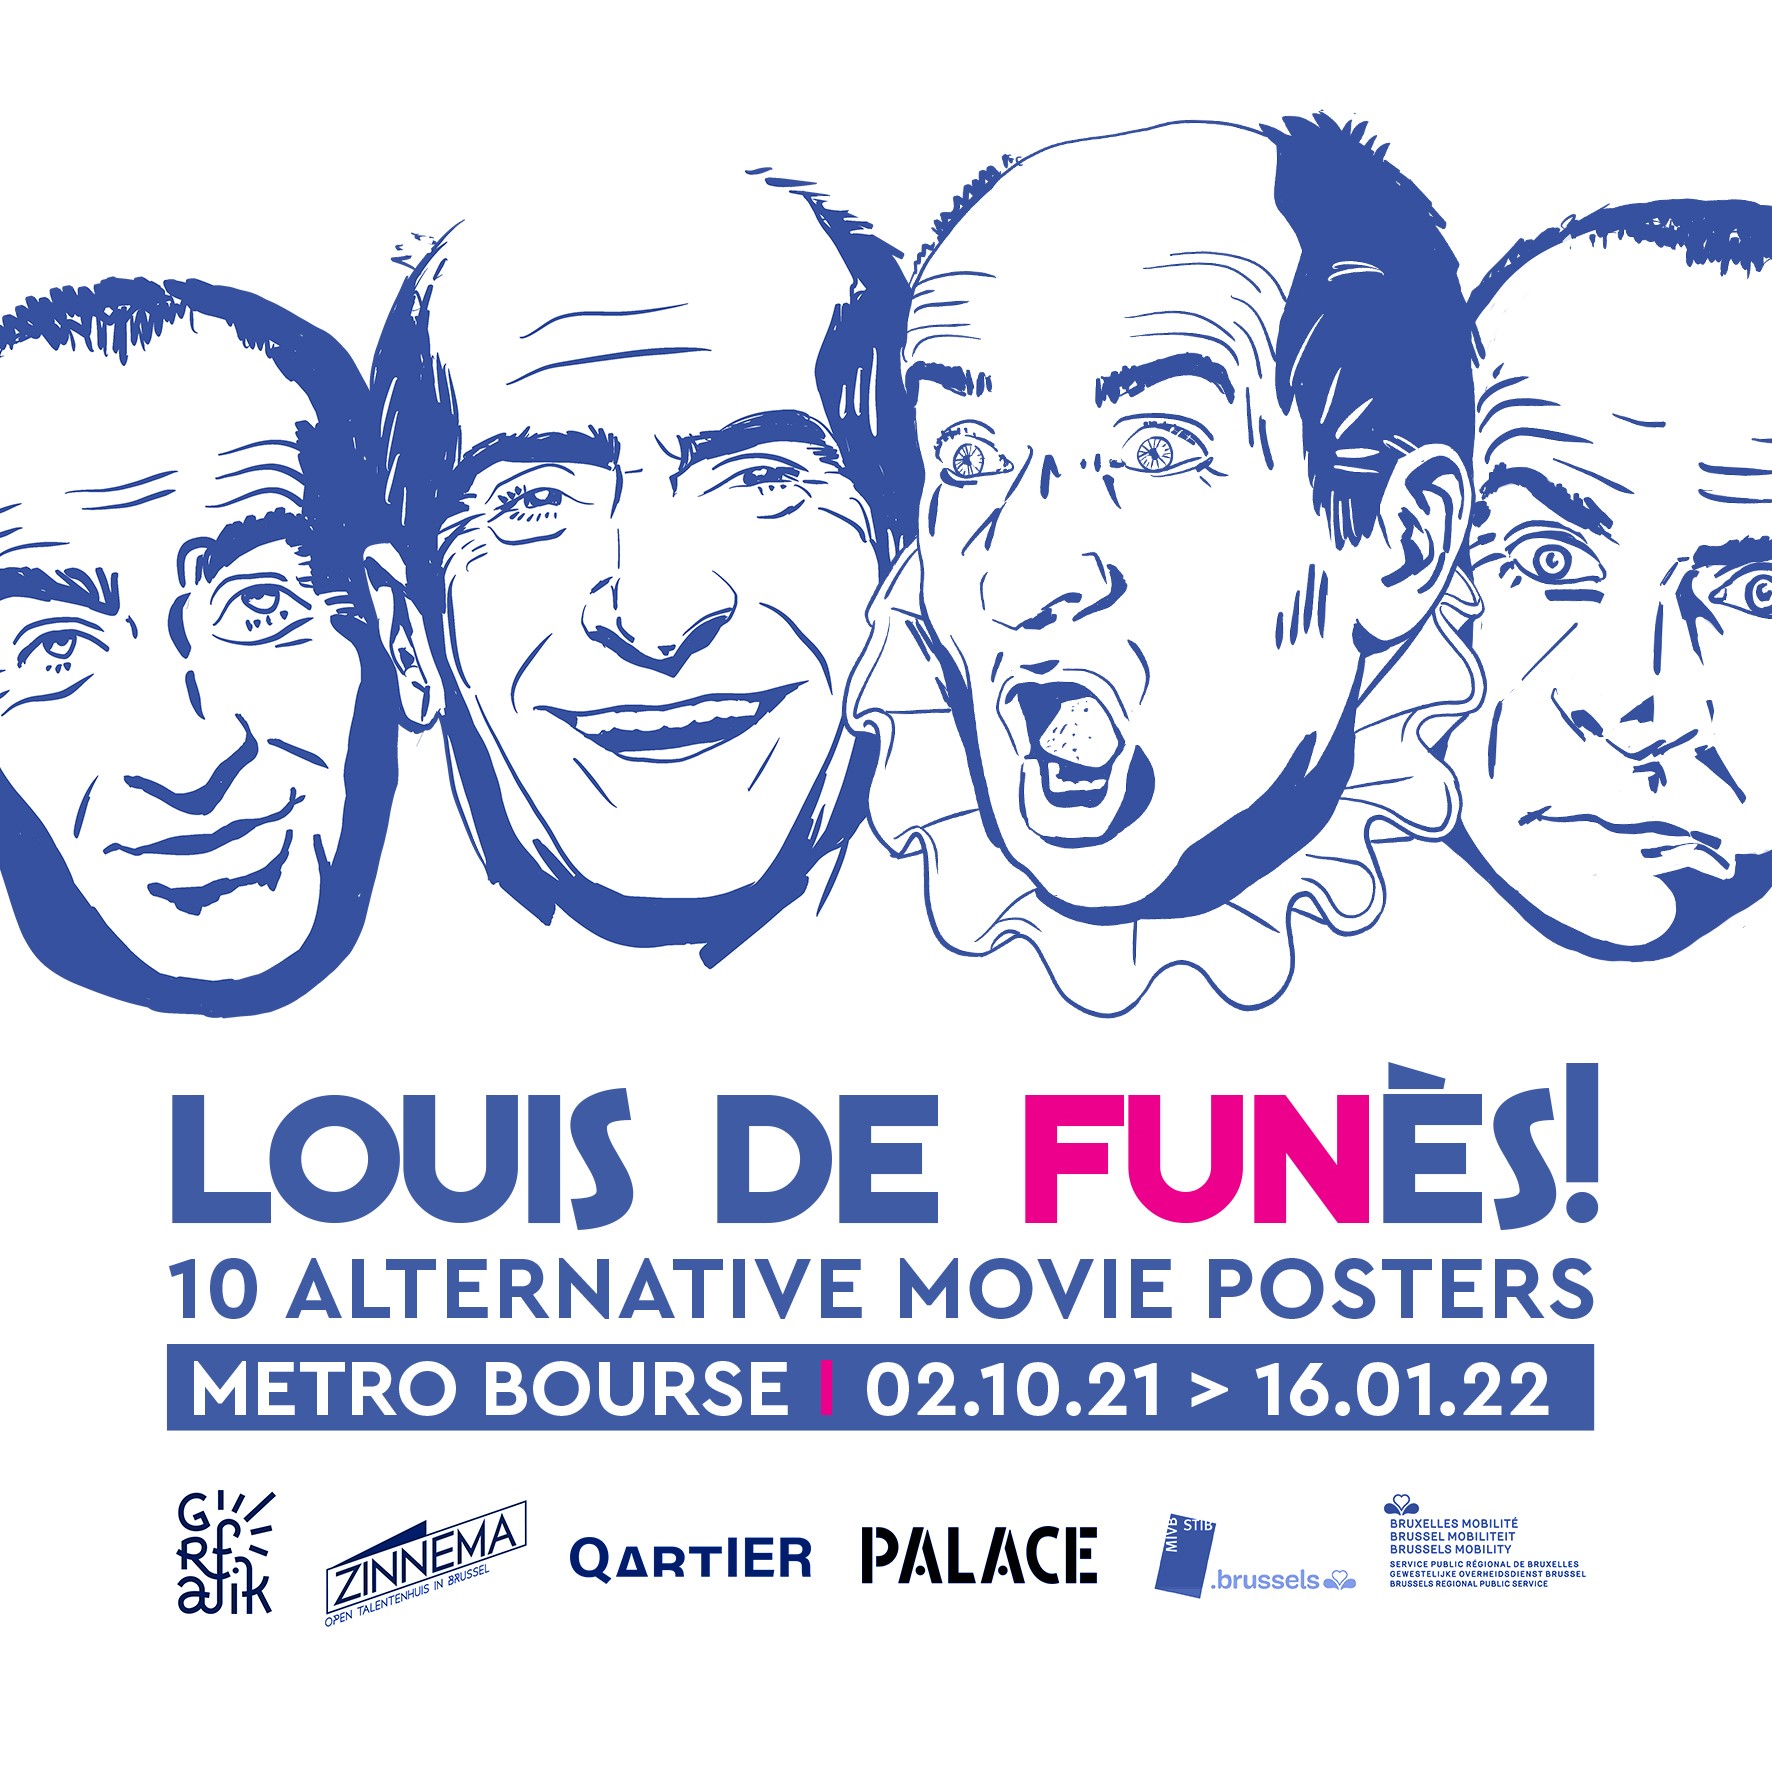 LOUIS DE FUNÈS!
10 ALTERNATIVE MOVIE POSTERS
METRO BOURSE | 02.10.21 > 16.01.22
GRafik
ZINNEMA
OPEN TALENTENHUIS IN BRUSSEL
QARTIER
PALACE
MIVB STIB
.brussels
BRUXELLES MOBILITÉ
BRUSSEL MOBILITEIT
BRUSSELS MOBILITY
SERVICE PUBLIC RÉGIONAL DE BRUXELLES
GEWESTELIJKE OVERHEIDSDIENST BRUSSEL
BRUSSELS REGIONAL PUBLIC SERVICE